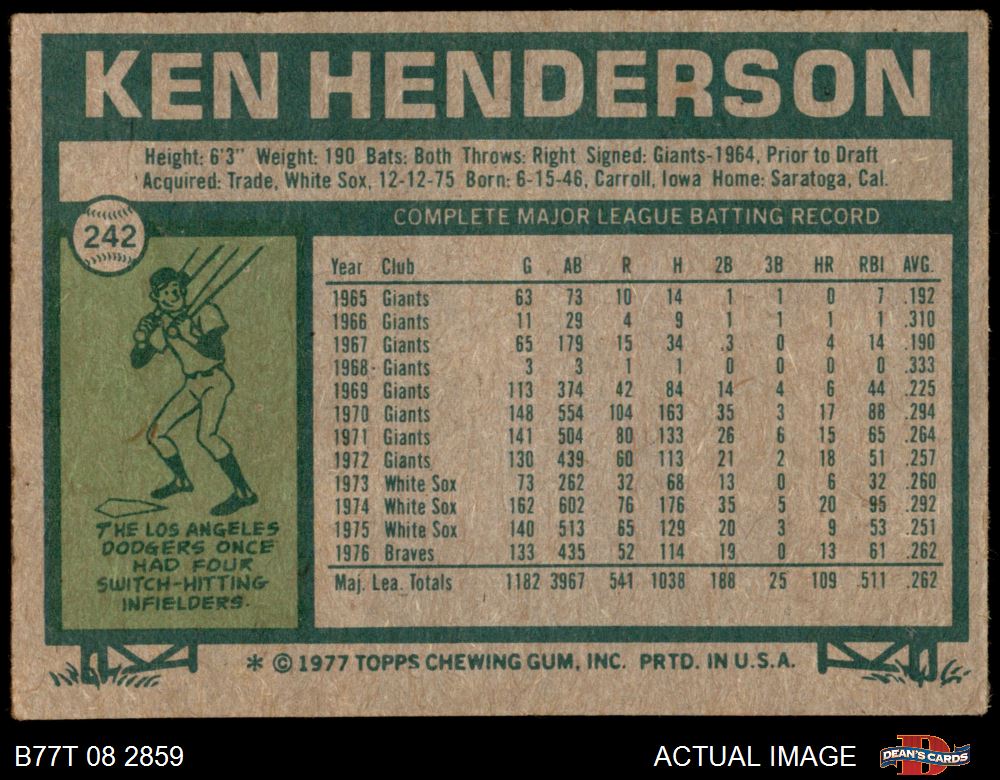 KEN HENDERSON
Height: 6'3" Weight: 190 Bats: Both Throws: Right Signed: Giants-1964, Prior to Draft
Acquired: Trade, White Sox, 12-12-75 Born: 6-15-46, Carroll, Iowa Home: Saratoga, Cal.
242
COMPLETE MAJOR LEAGUE BATTING RECORD
Year Club G AB R H 2B 3B HR RBI AVG.
1965 Giants 63 73 10 14 1 1 0 7 .192
1966 Giants 11 29 4 9 1 1 1 1 .310
1967 Giants 65 179 15 34 3 0 4 14 .190
1968 Giants 3 3 1 1 0 0 0 0 .333
1969 Giants 113 374 42 84 14 4 6 44 .225
1970 Giants 148 554 104 163 35 3 17 88 .294
1971 Giants 141 504 80 133 26 6 15 65 .264
1972 Giants 130 439 60 113 21 2 18 51 .257
1973 White Sox 73 262 32 68 13 0 6 32 .260
1974 White Sox 162 602 76 176 35 5 20 95 .292
1975 White Sox 140 513 65 129 20 3 9 53 .251
1976 Braves 133 435 52 114 19 0 13 61 .262
Maj. Lea. Totals 1182 3967 541 1038 188 25 109 511 .262
THE LOS ANGELES
DODGERS ONCE
HAD FOUR
SWITCH-HITTING
INFIELDERS.
* © 1977 TOPPS CHEWING GUM, INC. PRTD. IN U.S.A.
B77T 08 2859
ACTUAL IMAGE
D
DEAN'S CARDS